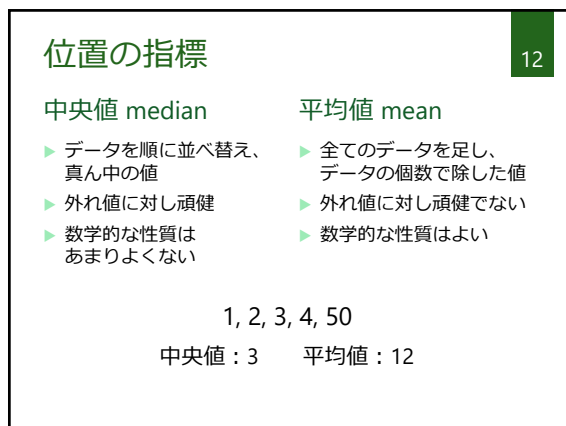 位置の指標
12
中央値 median
データを順に並べ替え、
真ん中の値
外れ値に対し頑健
数学的な性質は
あまりよくない
平均値 mean
全てのデータを足し、
データの個数で除した値
外れ値に対し頑健でない
数学的な性質はよい
1, 2, 3, 4, 50
中央値：3 平均値：12